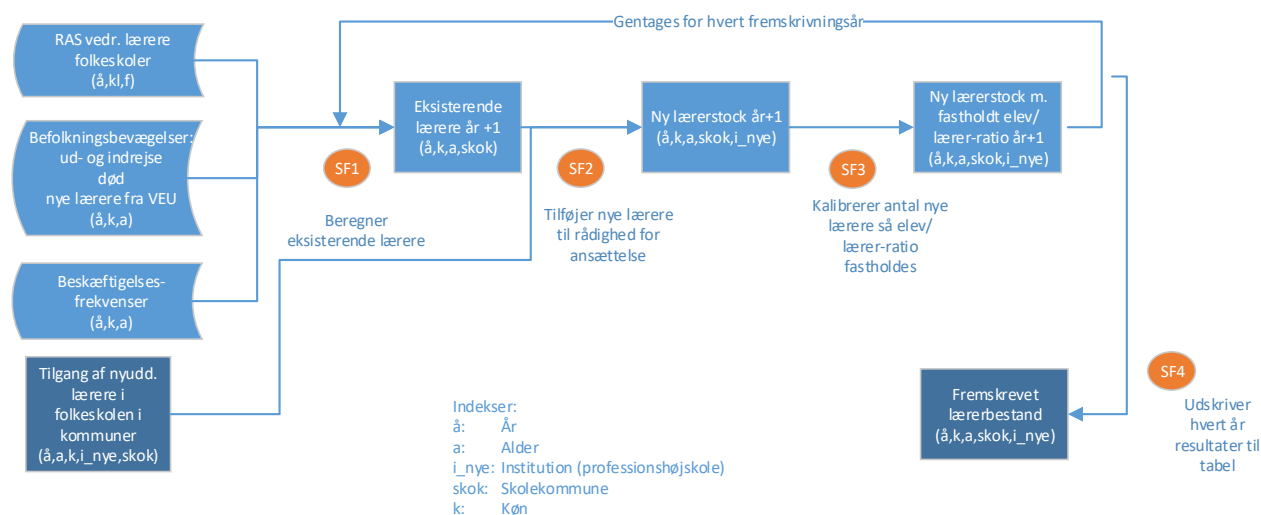 Gentages for hvert fremskrivningsår
RAS vedr. lærere
folkeskoler
(å,kl,f)
Befolkningsbevægelser:
ud- og indrejse
død
nye lærere fra VEU
(å,k,a)
Beskæftigelses-
frekvenser
(å,k,a)
Tilgang af nyudd.
lærere i
folkeskolen i
kommuner
(å,a,k,i_nye,skok)
SF1
Beregner
eksisterende lærere
Eksisterende
lærere år +1
(å,k,a,skok)
SF2
Tilføjer nye lærere
til rådighed for
ansættelse
Ny lærerstock år+1
(å,k,a,skok,i_nye)
SF3
Kalibrerer antal nye
lærere så elev/
lærer-ratio
fastholdes
Ny lærerstock m.
fastholdt elev/
lærer-ratio år+1
(å,k,a,skok,i_nye)
SF4
Udskriver
hvert år
resultater til
tabel
Fremskrevet
lærerbestand
(å,k,a,skok,i_nye)
Indekser:
å: År
a: Alder
i_nye: Institution (professionshøjskole)
skok: Skolekommune
k: Køn